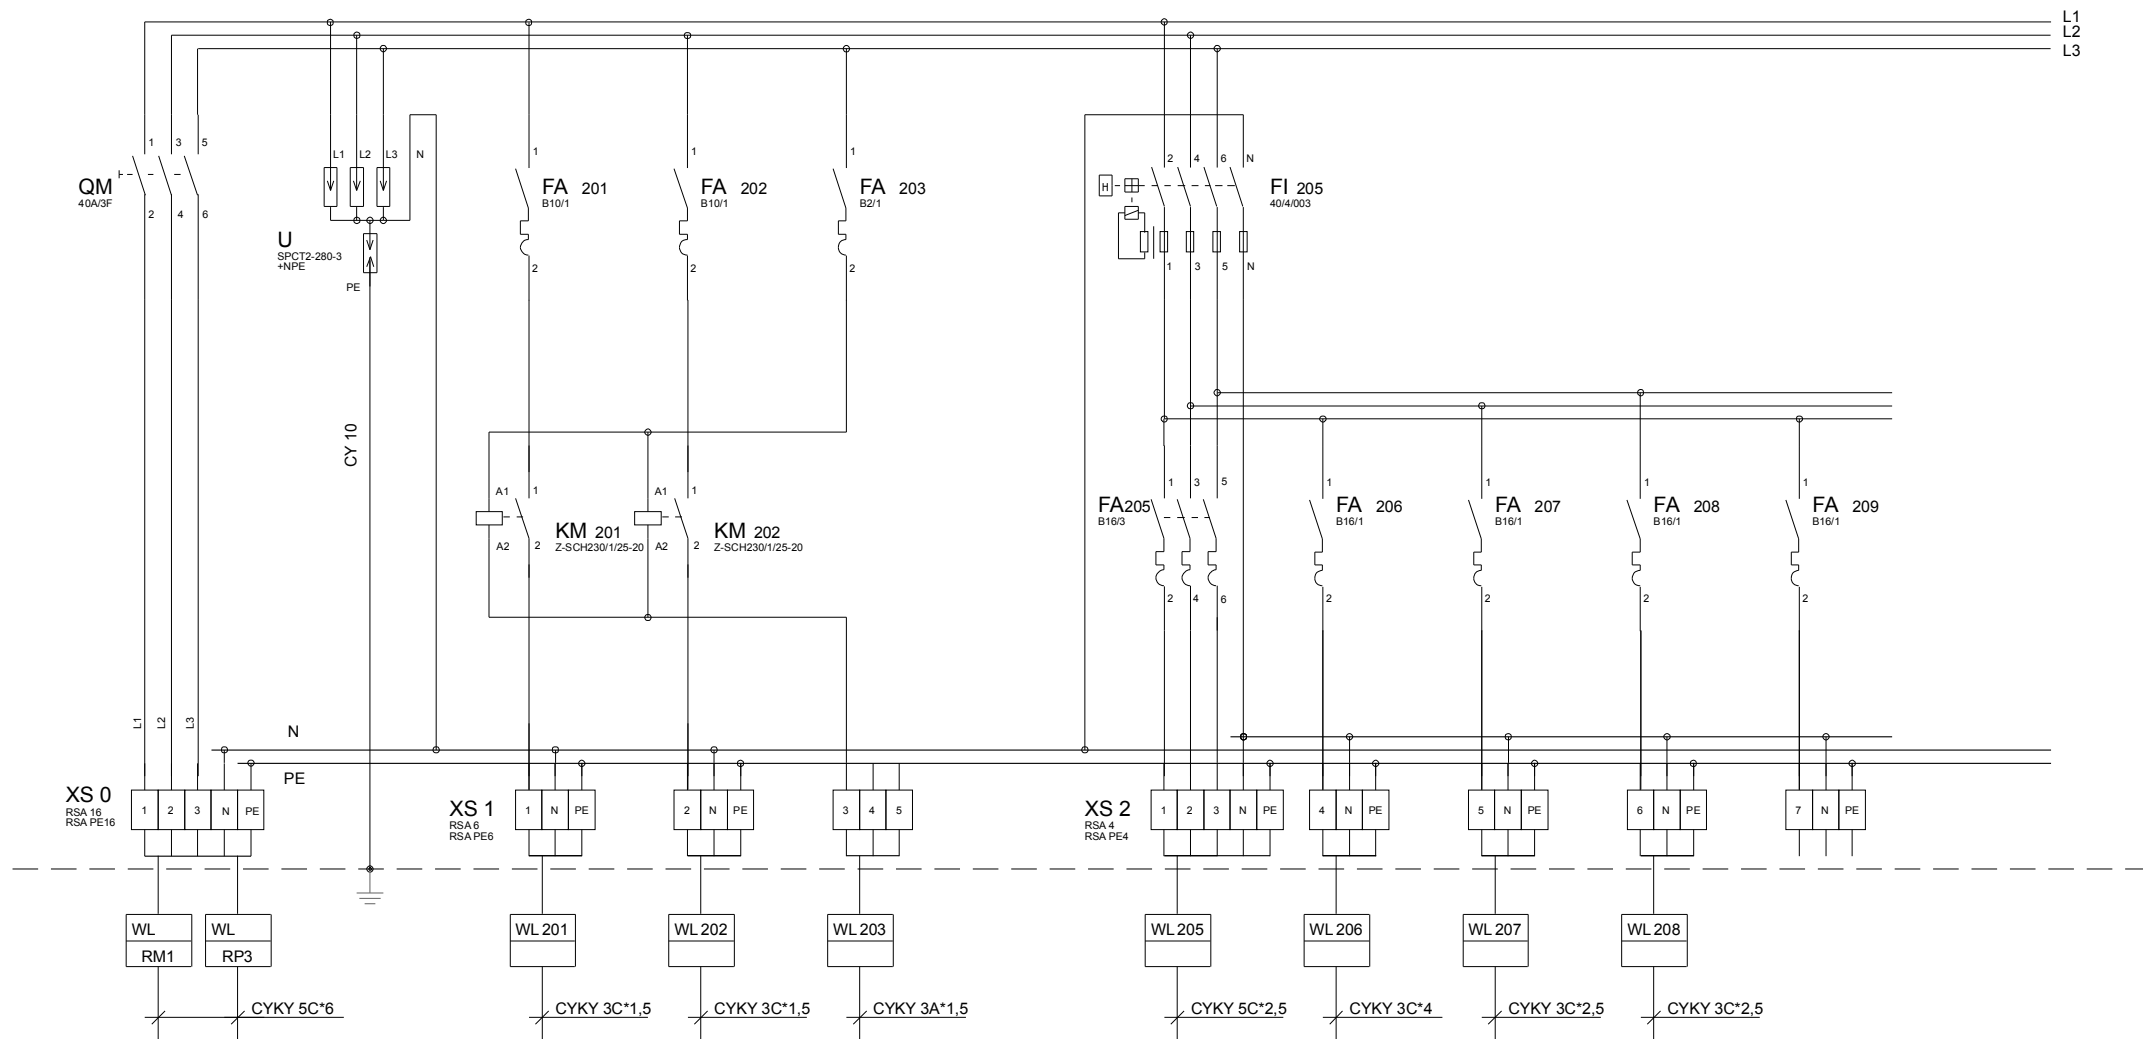 L1
L2
L3
1 3 5
QM
40A/3F
2 4 6
L1 L2 L3 N
U
SPCT2-280-3
+NPE
PE
CY 10
1
FA 201
B10/1
2
1
FA 202
B10/1
2
1
FA 203
B2/1
2
2 4 6 N
H
FI 205
40/4/003
1 3 5 N
A1 1
KM 201
Z-SCH230/1/25-20
A2 2
A1 1
KM 202
Z-SCH230/1/25-20
A2 2
1 3 5
FA205
B16/3
2 4 6
1
FA 206
B16/1
2
1
FA 207
B16/1
2
1
FA 208
B16/1
2
1
FA 209
B16/1
2
L1 L2 L3
N
PE
XS 0
RSA 16
RSA PE16
1 2 3 N PE
XS 1
RSA 6
RSA PE6
1 N PE
2 N PE
3 4 5
XS 2
RSA 4
RSA PE4
1 2 3 N PE
4 N PE
5 N PE
6 N PE
7 N PE
WL
RM1
WL
RP3
WL 201
WL 202
WL 203
WL 205
WL 206
WL 207
WL 208
CYKY 5C*6
CYKY 3C*1,5
CYKY 3C*1,5
CYKY 3A*1,5
CYKY 5C*2,5
CYKY 3C*4
CYKY 3C*2,5
CYKY 3C*2,5